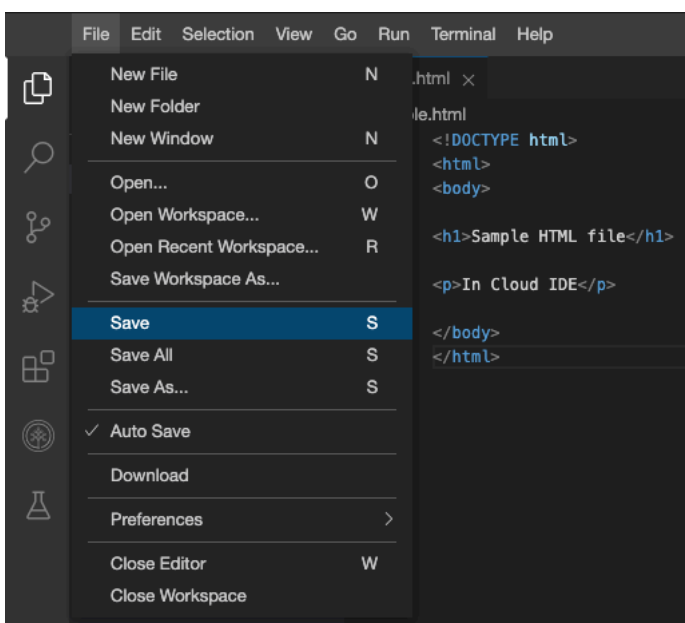 File Edit Selection View Go Run Terminal Help
New File N
New Folder
New Window N
Open... O
Open Workspace... W
Open Recent Workspace... R
Save Workspace As...
Save S
Save All S
Save As... S
✓ Auto Save
Download
Preferences >
Close Editor W
Close Workspace
.html ×
le.html
<!DOCTYPE html>
<html>
<body>
<h1>Sample HTML file</h1>
<p>In Cloud IDE</p>
</body>
</html>